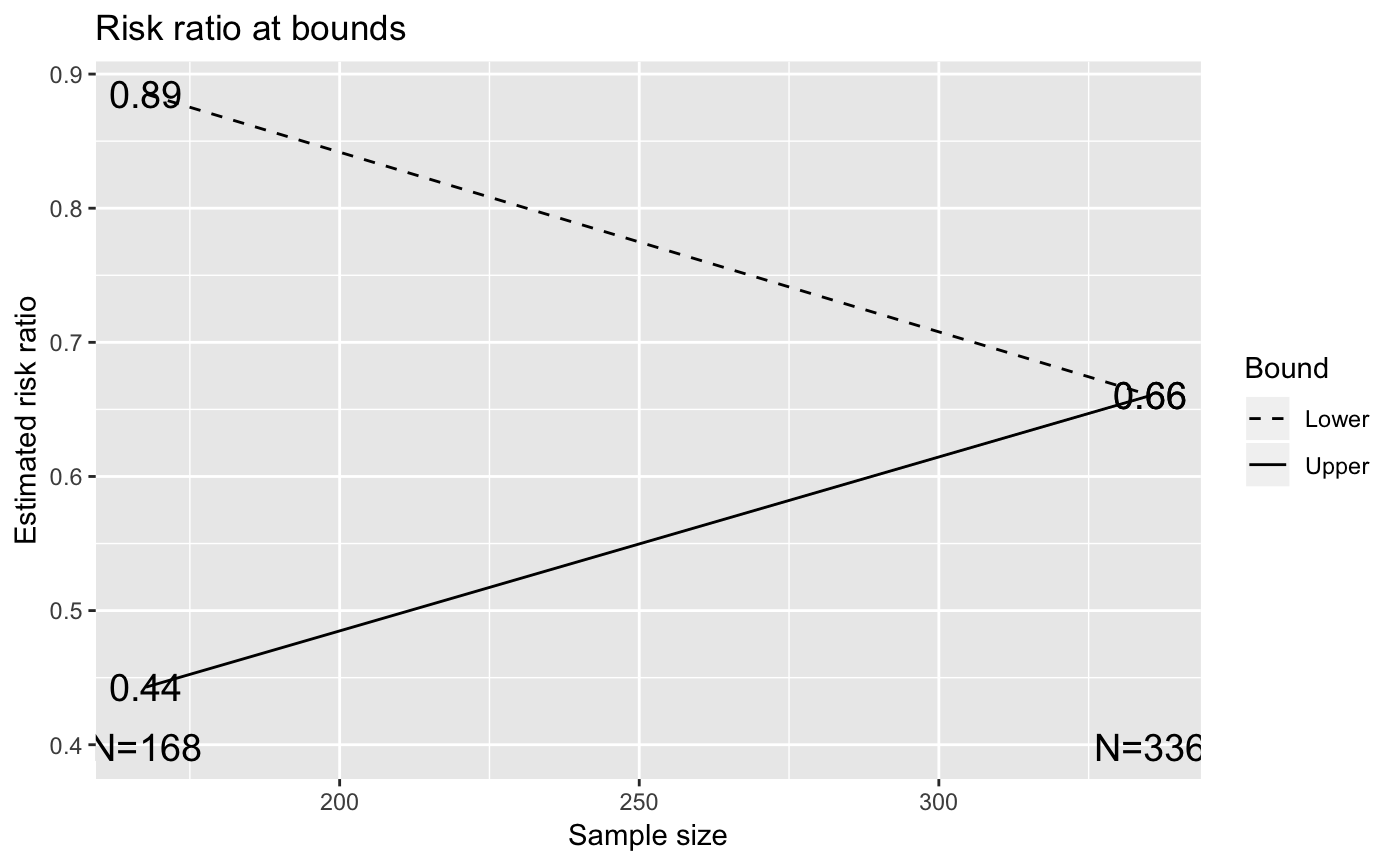 Risk ratio at bounds
0.9
0.8
0.7
0.6
0.5
0.4
Estimated risk ratio
0.89
0.66
0.44
N=168
N=336
200
250
300
Sample size
Bound
Lower
Upper